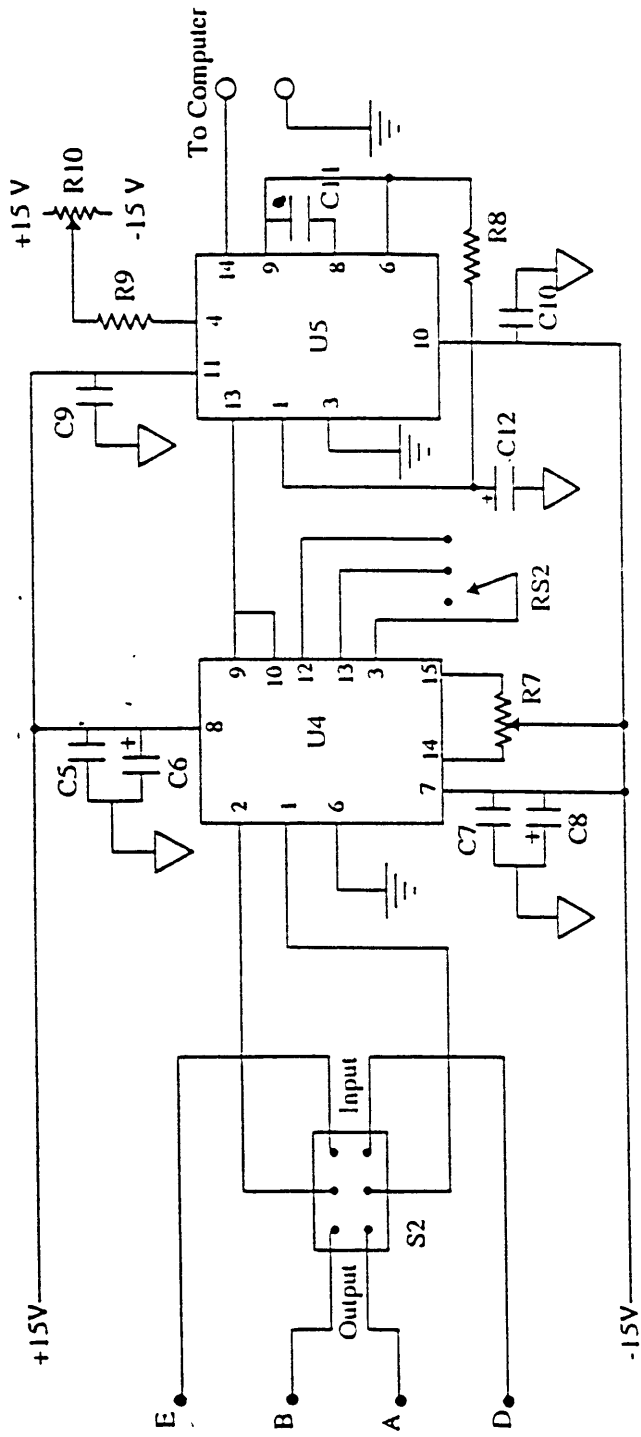 +15V
-15V
E
B
A
D
Output
Input
S2
C5
C6
+
2
1
6
7
8
U4
9
10
12
13
3
15
14
R7
C7
C8
+
RS2
C9
11
13
1
3
U5
4
14
9
8
6
10
R9
R10
+15 V
-15 V
To Computer
C11
R8
C10
C12
+